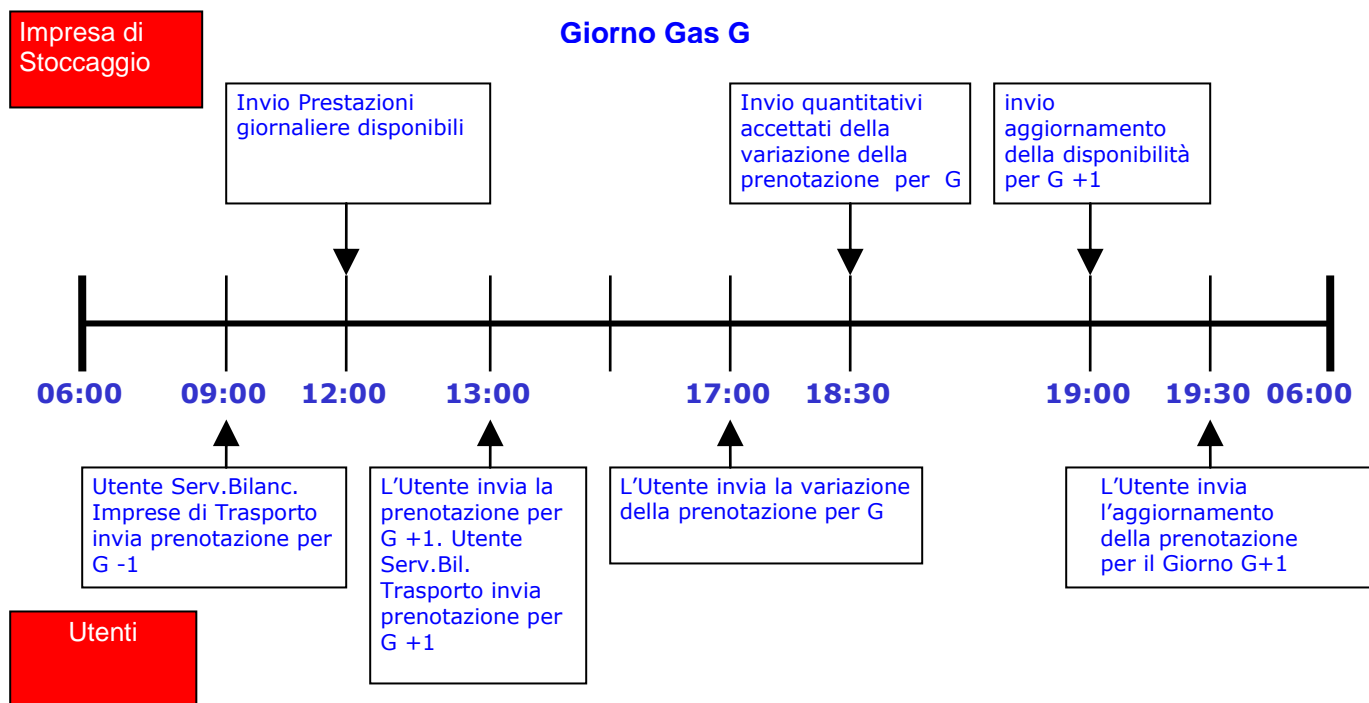 Impresa di
Stoccaggio
Giorno Gas G
Invio Prestazioni
giornaliere disponibili
Invio quantitativi
accettati della
variazione della
prenotazione per G
invio
aggiornamento
della disponibilità
per G +1
06:00 09:00 12:00 13:00 17:00 18:30 19:00 19:30 06:00
Utente Serv.Bilanc.
Imprese di Trasporto
invia prenotazione per
G -1
L'Utente invia la
prenotazione per
G +1. Utente
Serv.Bil.
Trasporto invia
prenotazione per
G +1
L'Utente invia la variazione
della prenotazione per G
L'Utente invia
l'aggiornamento
della prenotazione
per il Giorno G+1
Utenti